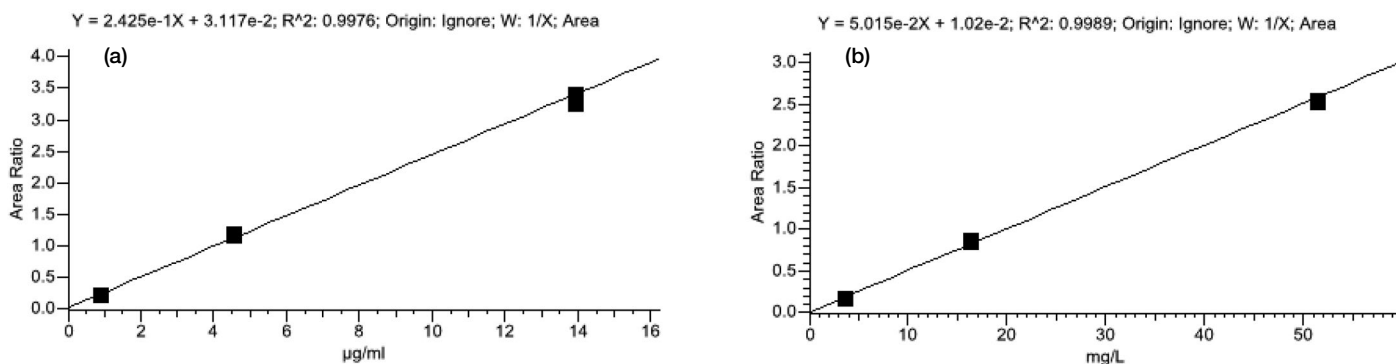 Y = 2.425e-1X + 3.117e-2; R^2: 0.9976; Origin: Ignore; W: 1/X; Area
(a)
Area Ratio
4.0
3.5
3.0
2.5
2.0
1.5
1.0
0.5
0.0
0 2 4 6 8 10 12 14 16
µg/ml
Y = 5.015e-2X + 1.02e-2; R^2: 0.9989; Origin: Ignore; W: 1/X; Area
(b)
Area Ratio
3.0
2.5
2.0
1.5
1.0
0.5
0.0
0 10 20 30 40 50
mg/L